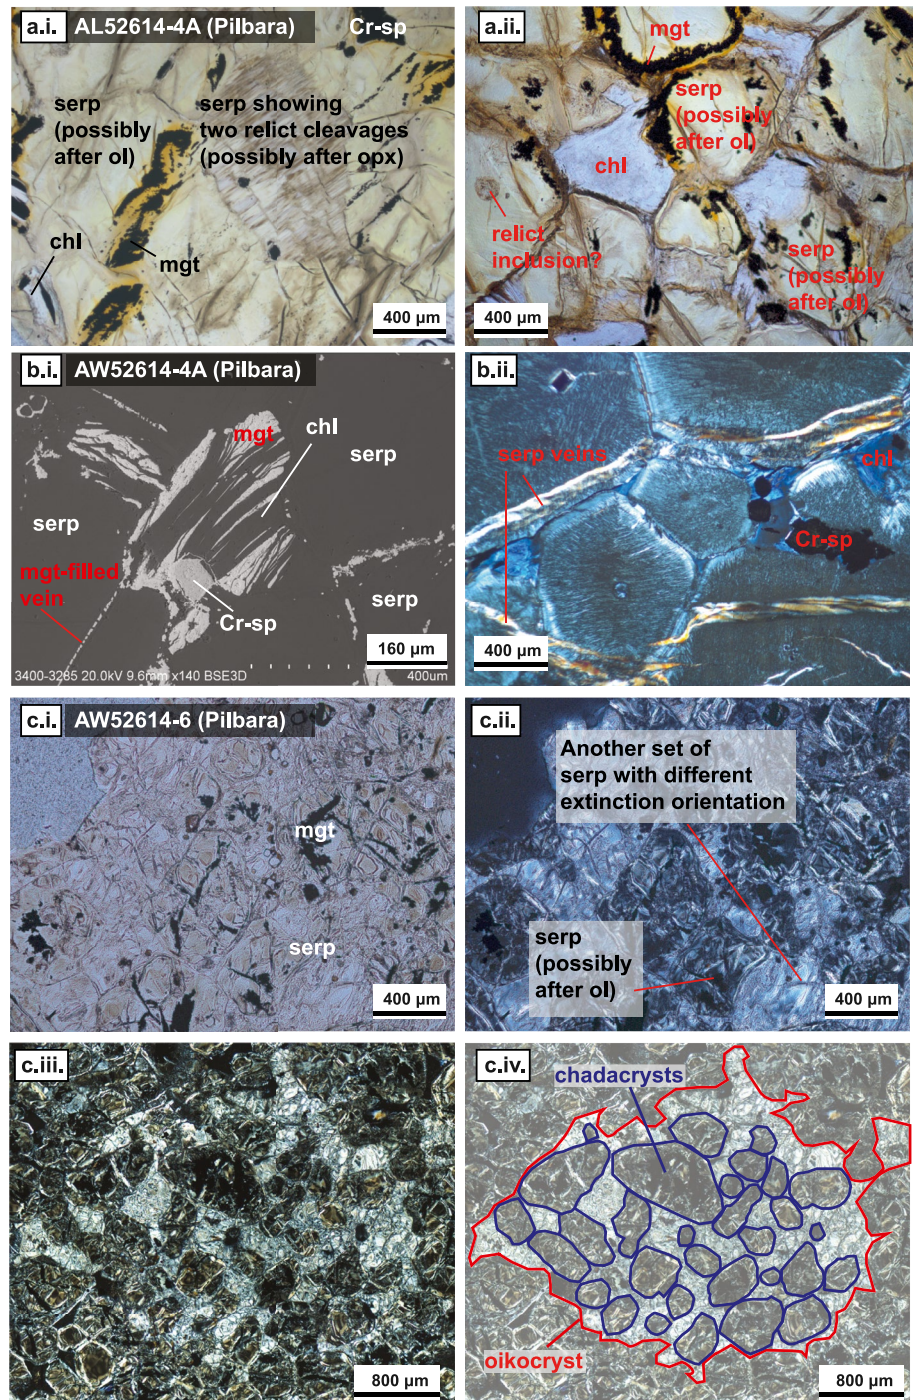 a.i. AL52614-4A (Pilbara) Cr-sp
serp
(possibly
after ol)
serp showing
two relict cleavages
(possibly after opx)
chl
mgt
400 µm
a.ii.
mgt
serp
(possibly
after ol)
chl
relict
inclusion?
serp
(possibly
after ol)
400 µm
b.i. AW52614-4A (Pilbara)
mgt
chl
serp
serp
mgt-filled
vein
serp
Cr-sp
160 µm
3400-3285 20.0kV 9.6mm x140 BSE3D
400um
b.ii.
serp veins
chl
Cr-sp
400 µm
c.i. AW52614-6 (Pilbara)
mgt
serp
400 µm
c.ii.
Another set of
serp with different
extinction orientation
serp
(possibly
after ol)
400 µm
c.iii.
800 µm
c.iv.
chadacrysts
oikocryst
800 µm